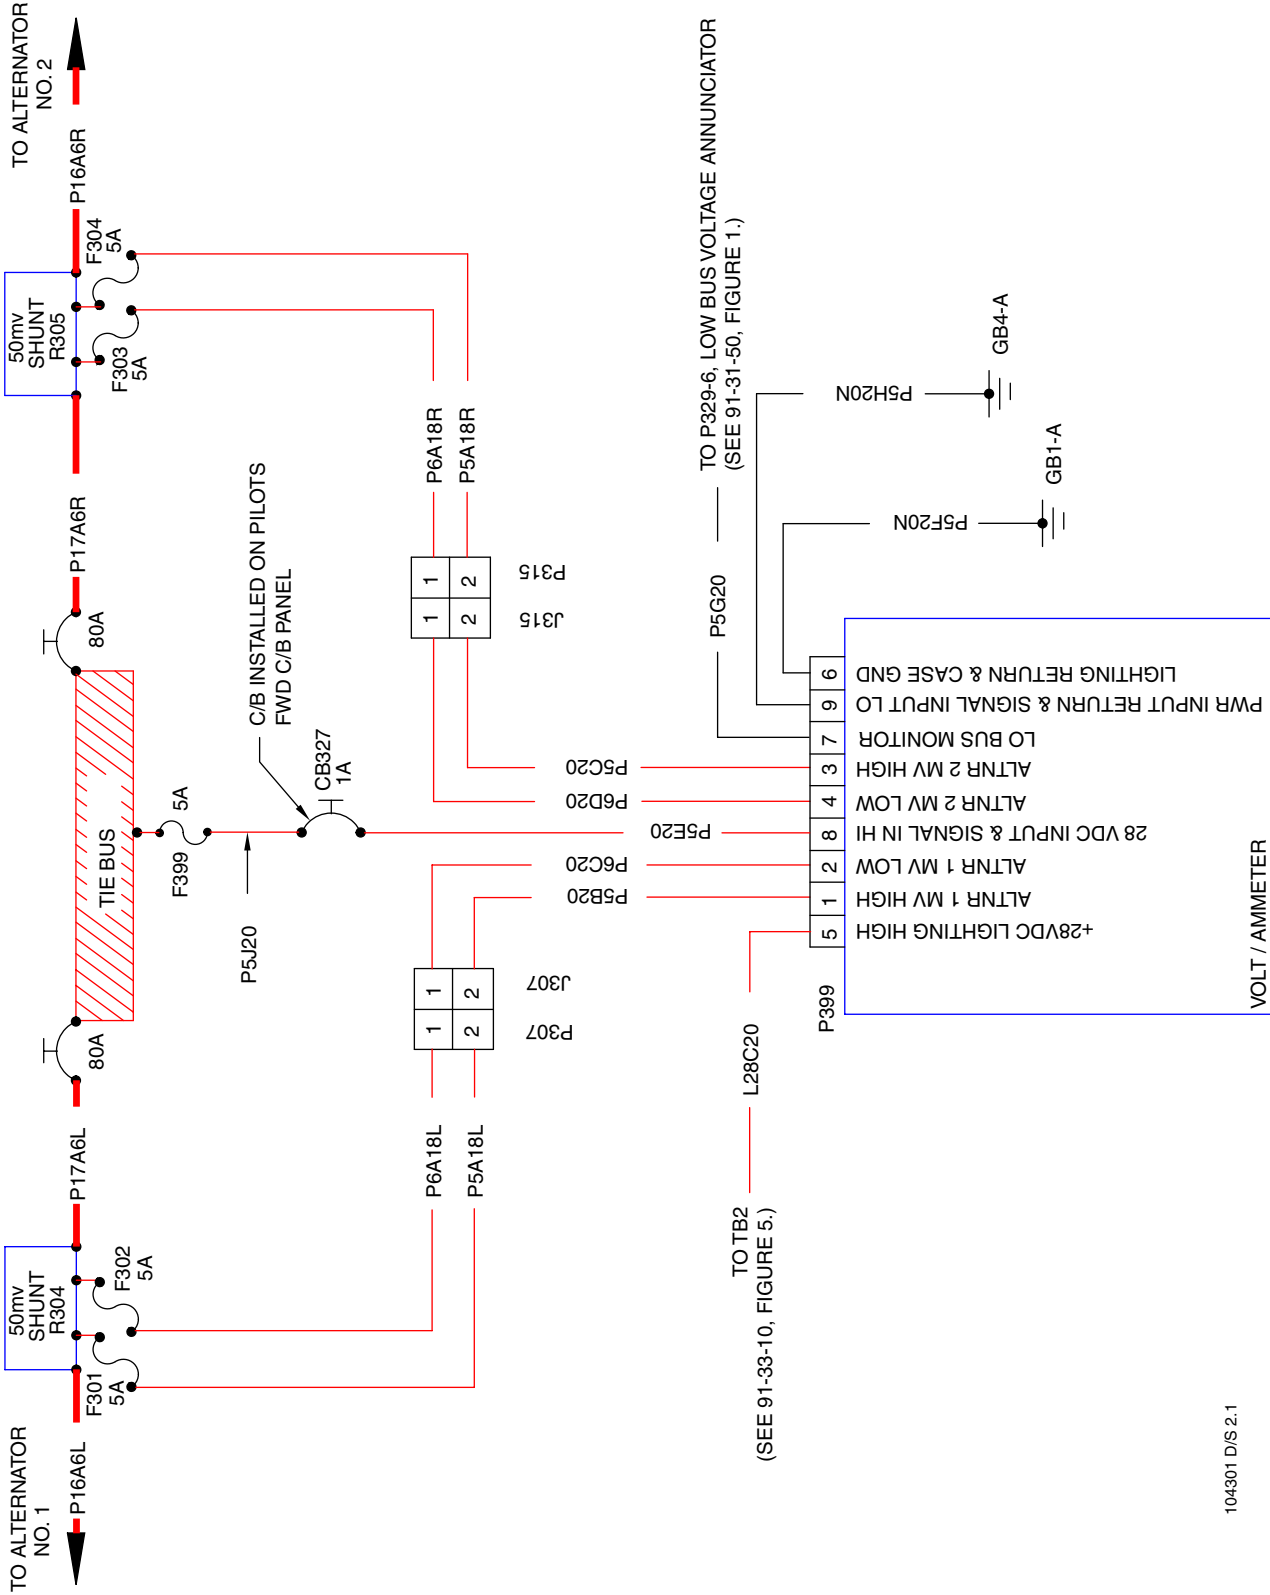 TO ALTERNATOR
NO. 1
P16A6L
50mv
SHUNT
R304
F301
5A
F302
5A
P17A6L
80A
TIE BUS
80A
P17A6R
50mv
SHUNT
R305
F303
5A
F304
5A
P16A6R
TO ALTERNATOR
NO. 2
F399
5A
P5J20
CB327
1A
C/B INSTALLED ON PILOTS
FWD C/B PANEL
P6A18L
P5A18L
P307
J307
1
1
2
2
J315
P315
1
1
2
2
P6A18R
P5A18R
P5B20
P6C20
P5E20
P6D20
P5C20
TO TB2
(SEE 91-33-10, FIGURE 5.)
L28C20
P5G20
TO P329-6, LOW BUS VOLTAGE ANNUNCIATOR
(SEE 91-31-50, FIGURE 1.)
P5F20N
GB1-A
P5H20N
GB4-A
P399
5 +28VDC LIGHTING HIGH
1 ALTNR 1 MV HIGH
2 ALTNR 1 MV LOW
8 28 VDC INPUT & SIGNAL IN HI
4 ALTNR 2 MV LOW
3 ALTNR 2 MV HIGH
7 LO BUS MONITOR
9 PWR INPUT RETURN & SIGNAL INPUT LO
6 LIGHTING RETURN & CASE GND
VOLT / AMMETER
104301 D/S 2.1